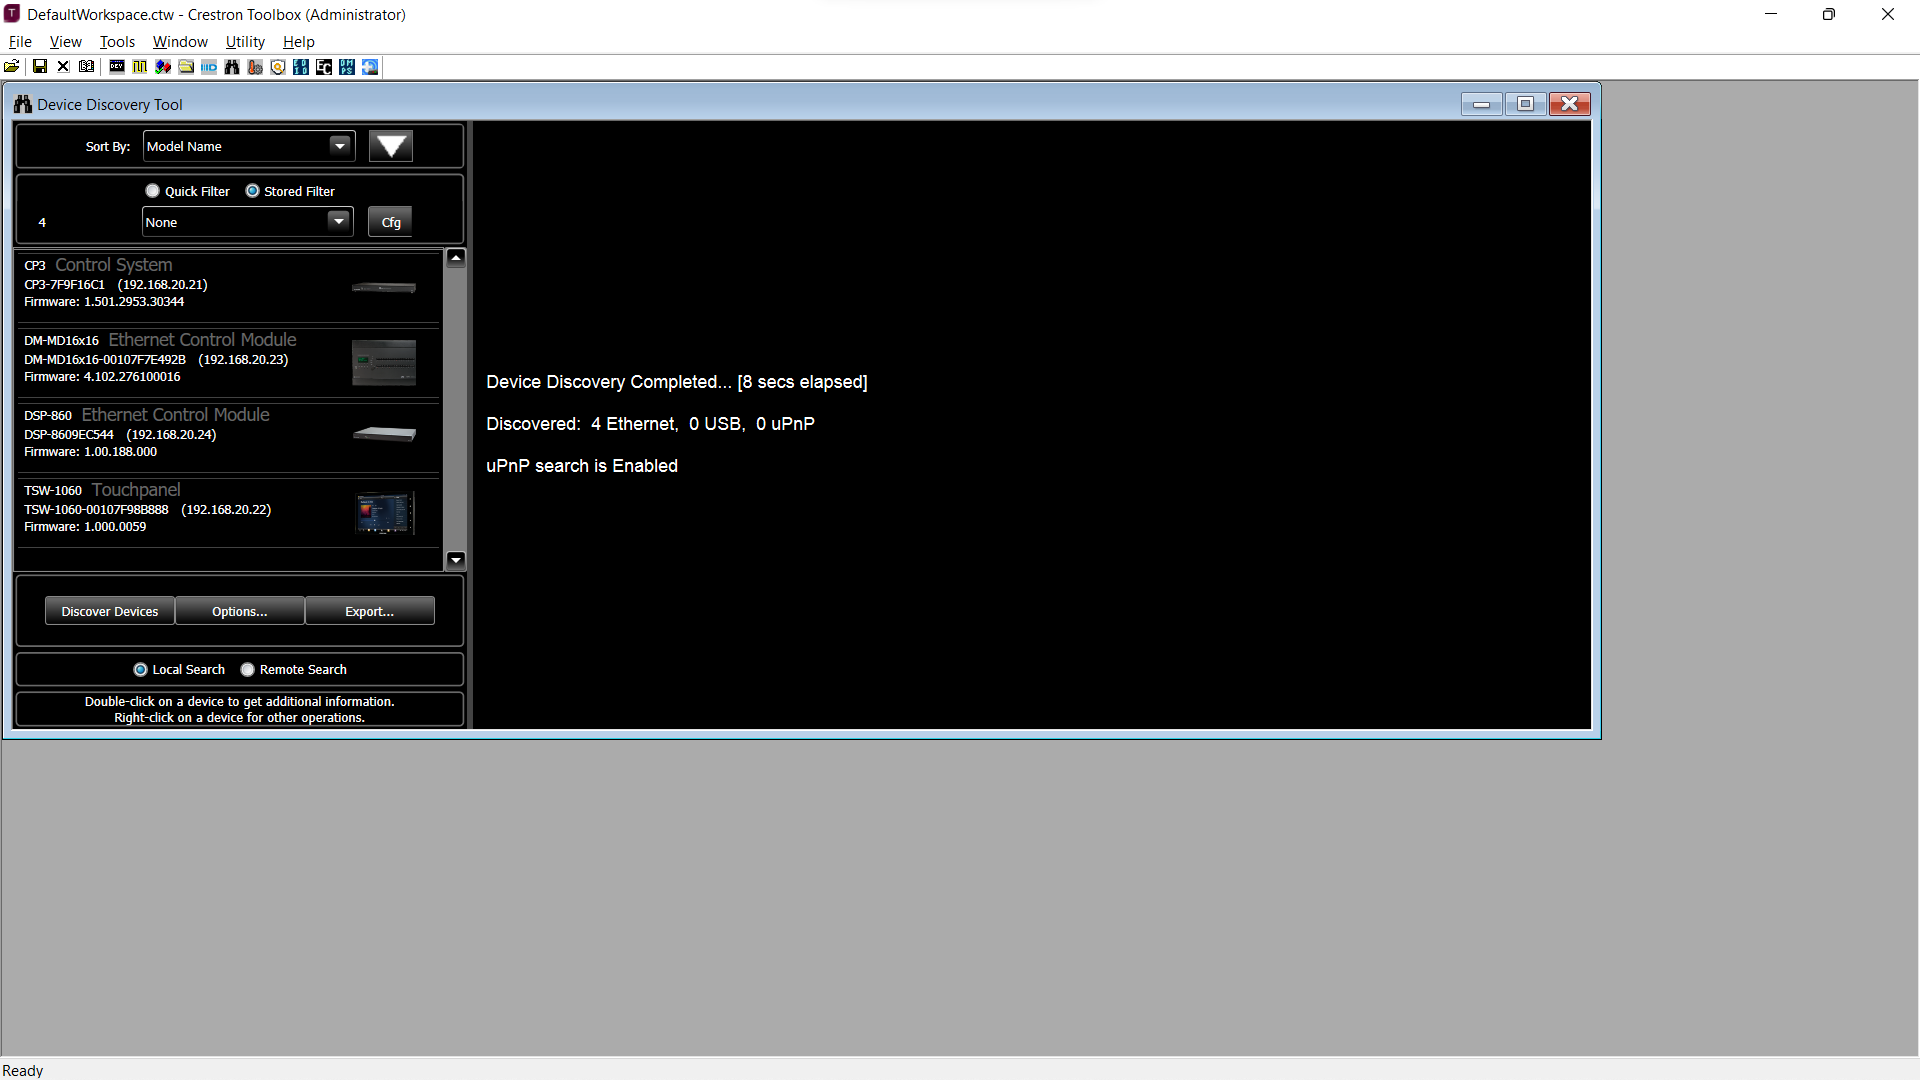 DefaultWorkspace.ctw - Crestron Toolbox (Administrator)
File View Tools Window Utility Help
Device Discovery Tool
Sort By: Model Name
Quick Filter Stored Filter
4 None Cfg
CP3 Control System
CP3-7F9F16C1 (192.168.20.21)
Firmware: 1.501.2953.30344
DM-MD16x16 Ethernet Control Module
DM-MD16x16-00107F7E492B (192.168.20.23)
Firmware: 4.102.276100016
DSP-860 Ethernet Control Module
DSP-8609EC544 (192.168.20.24)
Firmware: 1.00.188.000
TSW-1060 Touchpanel
TSW-1060-00107F98B888 (192.168.20.22)
Firmware: 1.000.0059
Discover Devices Options... Export...
Local Search Remote Search
Double-click on a device to get additional information.
Right-click on a device for other operations.
Device Discovery Completed... [8 secs elapsed]
Discovered: 4 Ethernet, 0 USB, 0 uPnP
uPnP search is Enabled
Ready